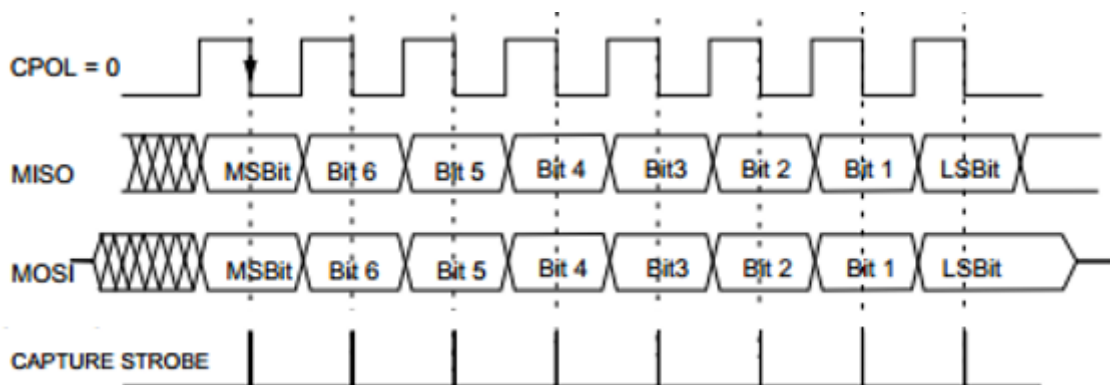 CPOL = 0
MISO MSBit Bit 6 Bit 5 Bit 4 Bit3 Bit 2 Bit 1 LSBit
MOSI MSBit Bit 6 Bit 5 Bit 4 Bit3 Bit 2 Bit 1 LSBit
CAPTURE STROBE